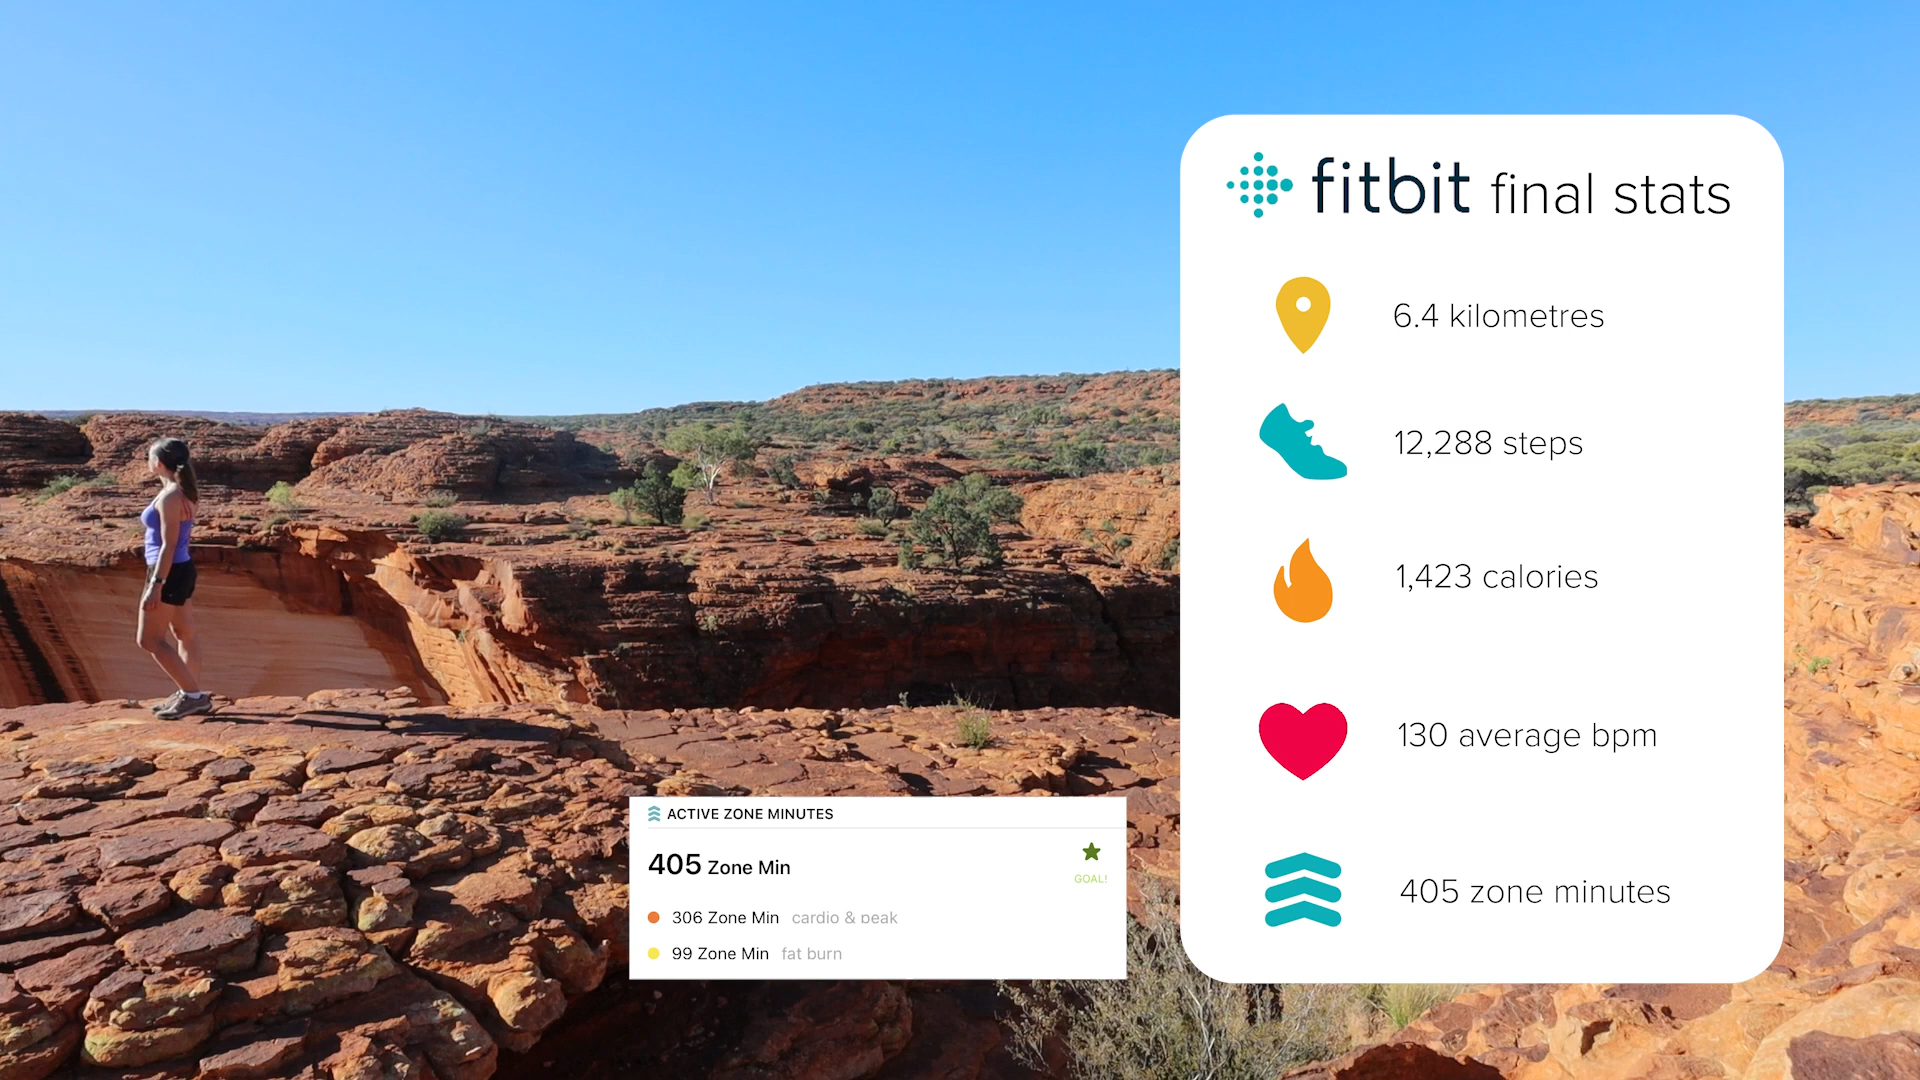 fitbit final stats
6.4 kilometres
12,288 steps
1,423 calories
130 average bpm
405 zone minutes
ACTIVE ZONE MINUTES
405 Zone Min
GOAL!
306 Zone Min cardio & peak
99 Zone Min fat burn